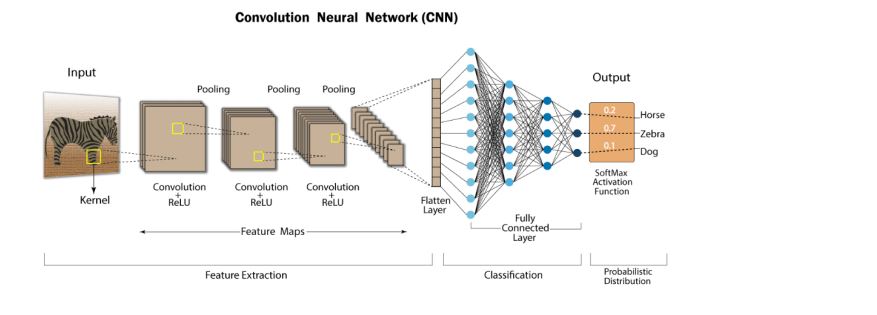 Convolution Neural Network (CNN)
Input
Kernel
Pooling
Pooling
Pooling
Convolution
+
ReLU
Convolution
+
ReLU
Convolution
+
ReLU
Feature Maps
Flatten
Layer
Fully
Connected
Layer
Output
0.2
0.7
0.1
Horse
Zebra
Dog
SoftMax
Activation
Function
Feature Extraction
Classification
Probabilistic
Distribution